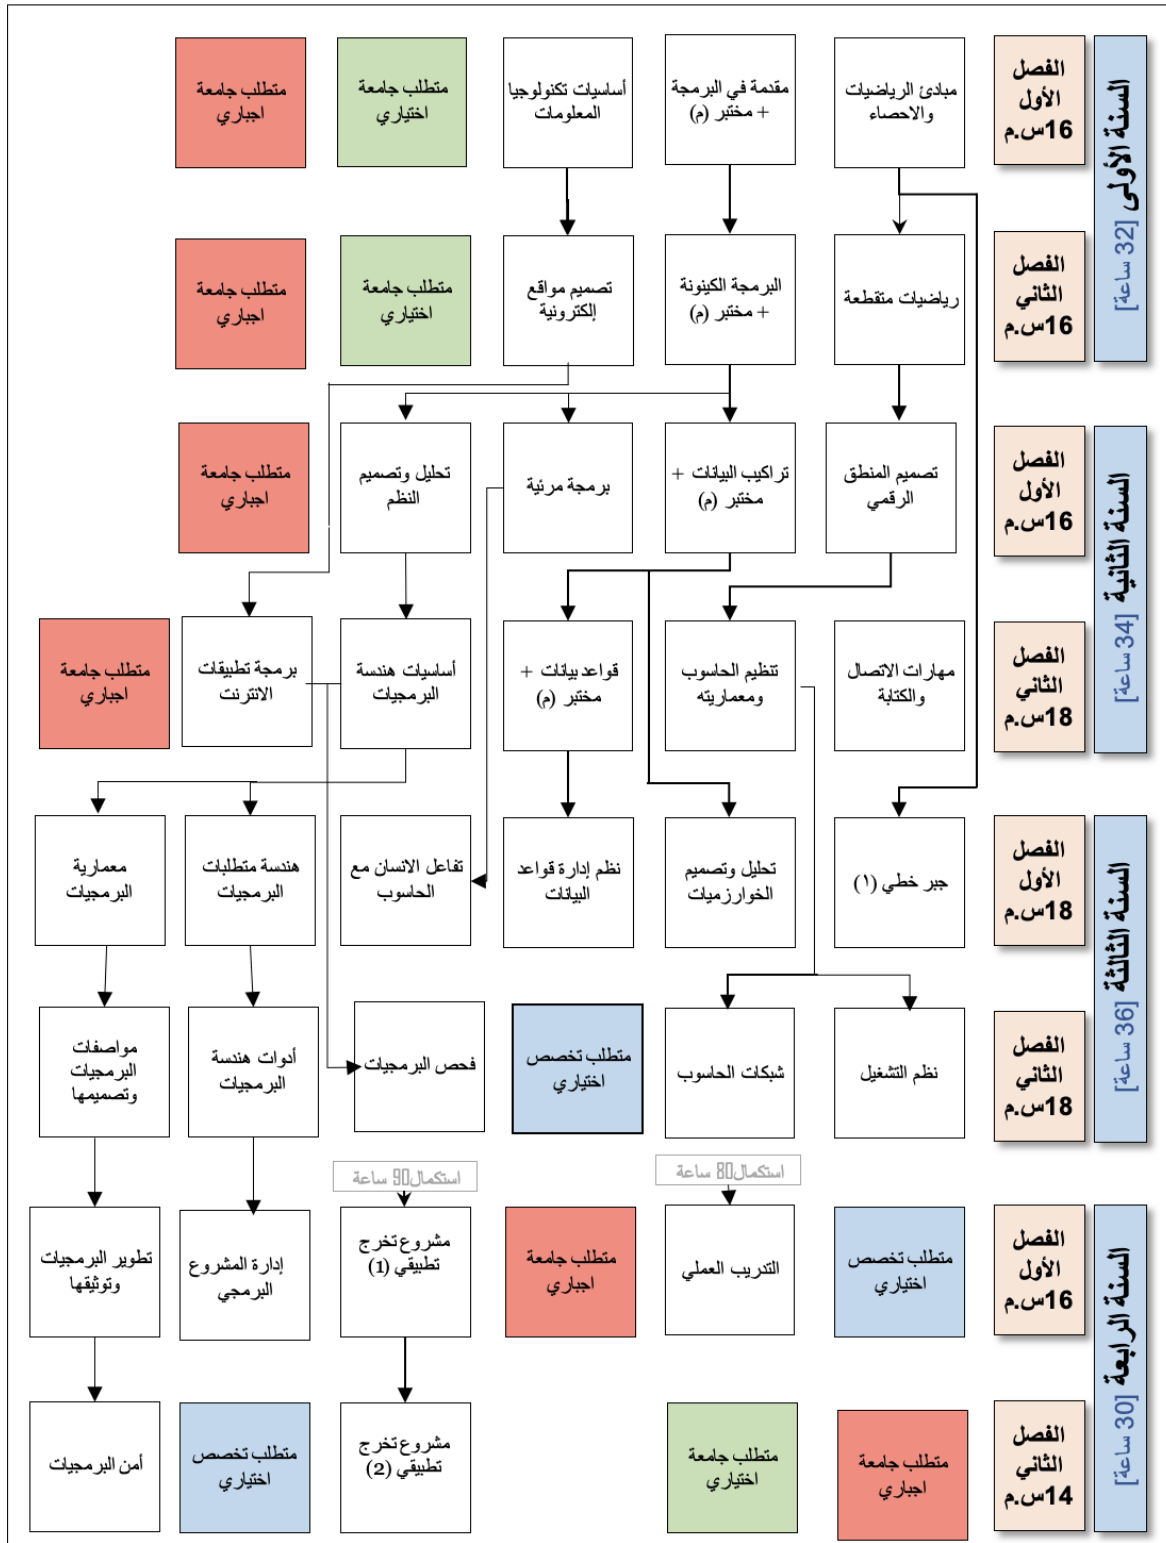 السنة الأولى [32 ساعة]
الفصل
الأول
16س.م
مبادئ الرياضيات
والاحصاء
مقدمة في البرمجة
+ مختبر (م)
أساسيات تكنولوجيا
المعلومات
متطلب جامعة
اختياري
متطلب جامعة
اجباري
الفصل
الثاني
16س.م
رياضيات متقطعة
البرمجة الكينونة
+ مختبر (م)
تصميم مواقع
إلكترونية
متطلب جامعة
اختياري
متطلب جامعة
اجباري
السنة الثانية [34 ساعة]
الفصل
الأول
16س.م
تصميم المنطق
الرقمي
تراكيب البيانات +
مختبر (م)
برمجة مرئية
تحليل وتصميم
النظم
متطلب جامعة
اجباري
الفصل
الثاني
18س.م
مهارات الاتصال
والكتابة
تنظيم الحاسوب
ومعماريته
قواعد بيانات +
مختبر (م)
أساسيات هندسة
البرمجيات
برمجة تطبيقات
الانترنت
متطلب جامعة
اجباري
السنة الثالثة [36 ساعة]
الفصل
الأول
18س.م
جبر خطي (١)
تحليل وتصميم
الخوارزميات
نظم إدارة قواعد
البيانات
تفاعل الانسان مع
الحاسوب
هندسة متطلبات
البرمجيات
معمارية
البرمجيات
الفصل
الثاني
18س.م
نظم التشغيل
شبكات الحاسوب
متطلب تخصص
اختياري
فحص البرمجيات
أدوات هندسة
البرمجيات
مواصفات
البرمجيات
وتصميمها
السنة الرابعة [30 ساعة]
استكمال80 ساعة
استكمال90 ساعة
الفصل
الأول
16س.م
متطلب تخصص
اختياري
التدريب العملي
متطلب جامعة
اجباري
مشروع تخرج
تطبيقي (1)
إدارة المشروع
البرمجي
تطوير البرمجيات
وتوثيقها
الفصل
الثاني
14س.م
متطلب جامعة
اجباري
متطلب جامعة
اختياري
مشروع تخرج
تطبيقي (2)
متطلب تخصص
اختياري
أمن البرمجيات